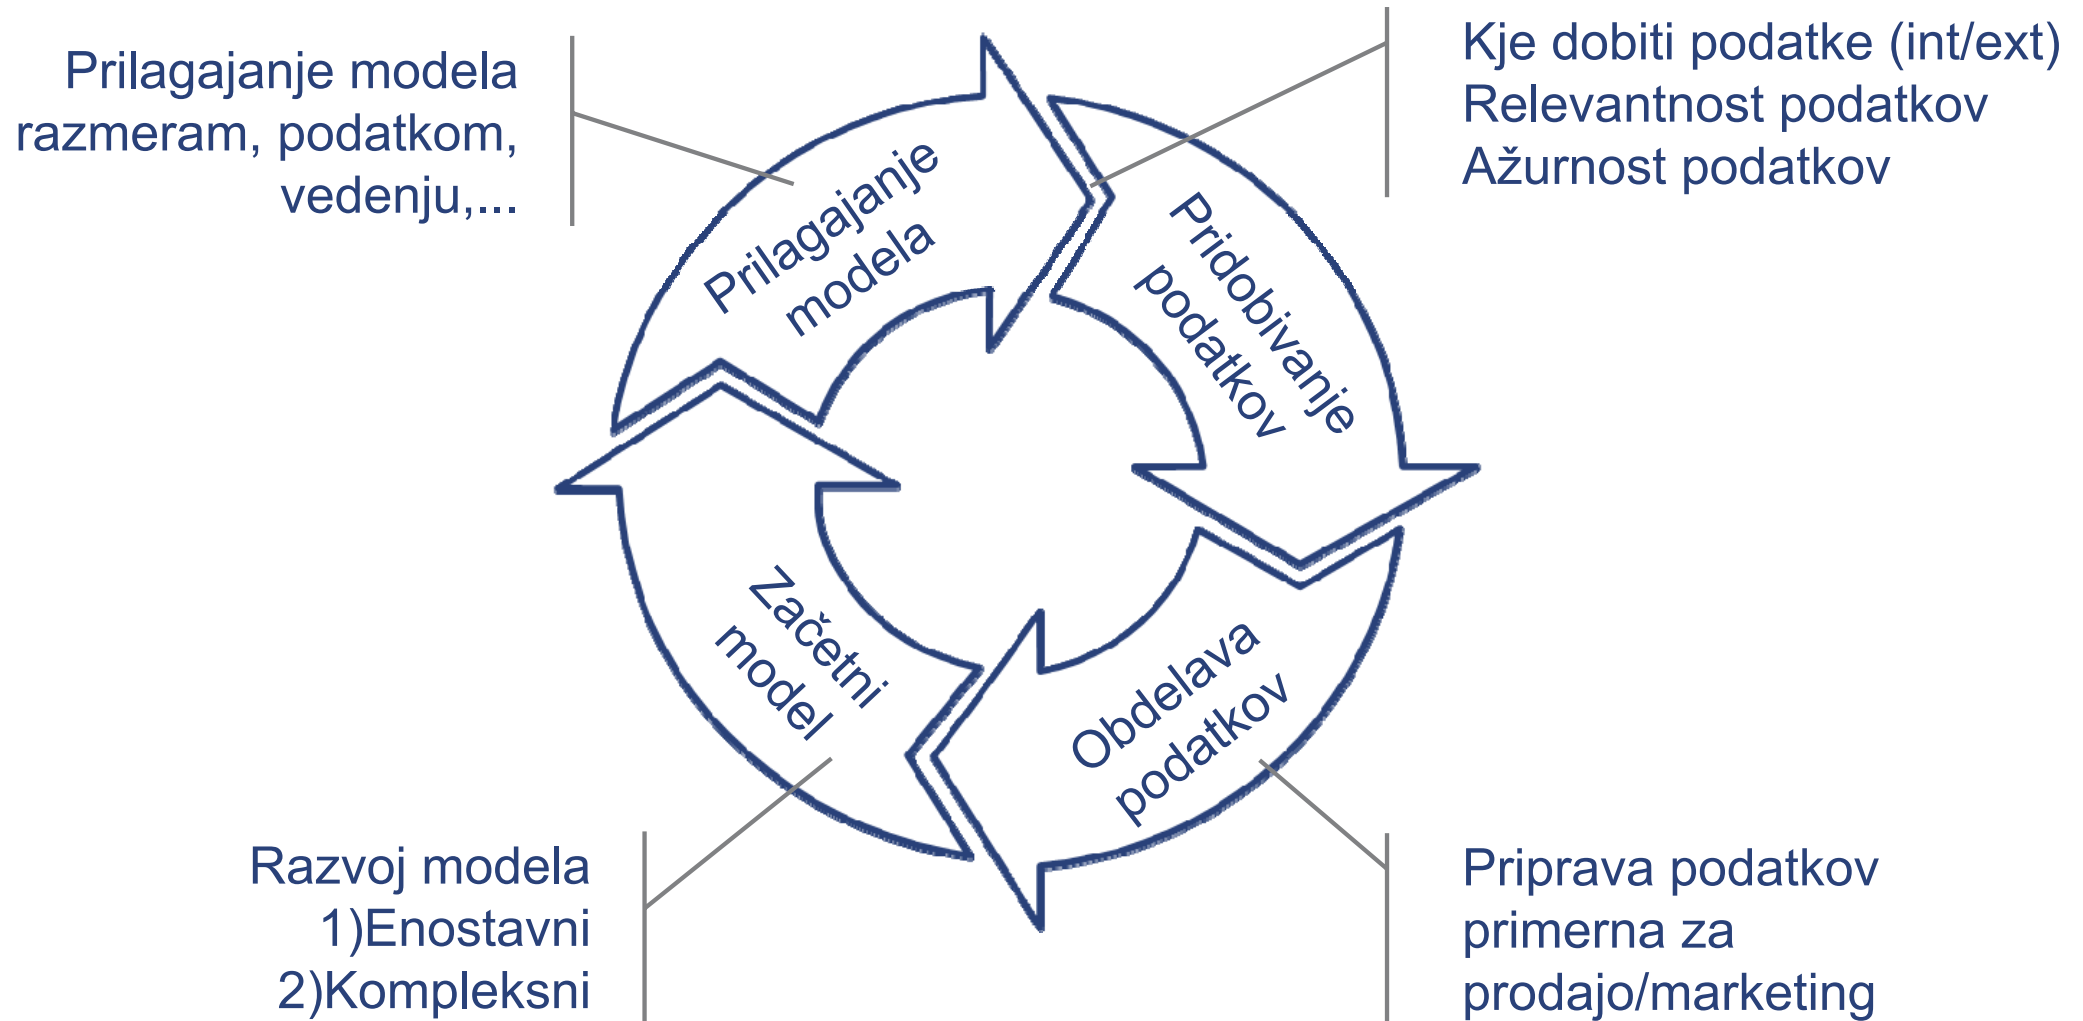 Prilagajanje modela
razmeram, podatkom,
vedenju,...
Kje dobiti podatke (int/ext)
Relevantnost podatkov
Ažurnost podatkov
Prilagajanje
modela
Pridobivanje
podatkov
Začetni
model
Obdelava
podatkov
Razvoj modela
1)Enostavni
2)Kompleksni
Priprava podatkov
primerna za
prodajo/marketing